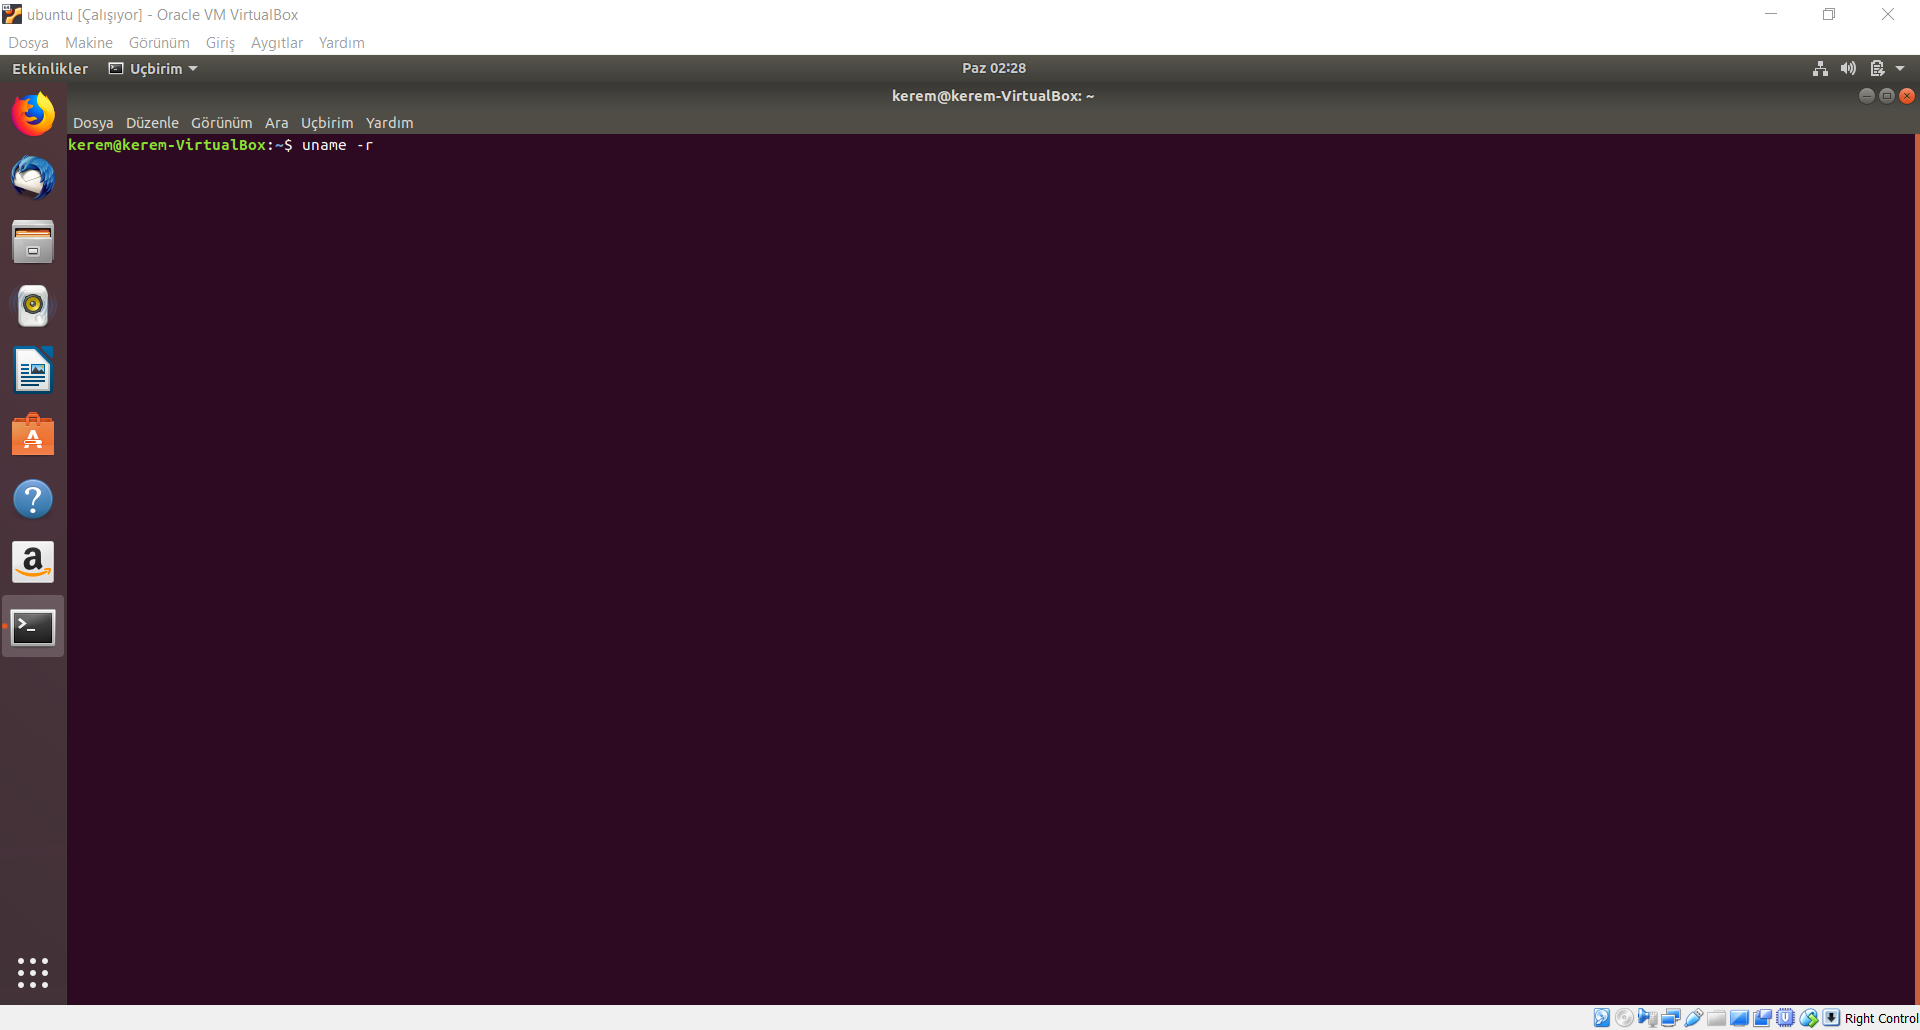 ubuntu [Çalışıyor] - Oracle VM VirtualBox
Dosya Makine Görünüm Giriş Aygıtlar Yardım
Etkinlikler Uçbirim Paz 02:28
kerem@kerem-VirtualBox: ~
Dosya Düzenle Görünüm Ara Uçbirim Yardım
kerem@kerem-VirtualBox:~$ uname -r
Right Control